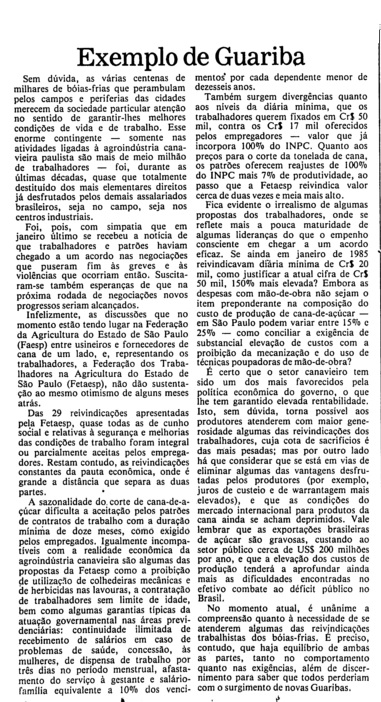 Exemplo de Guariba
Sem dúvida, as várias centenas de
milhares de bóias-frias que perambulam
pelos campos e periferias das cidades
merecem da sociedade particular atenção
no sentido de garantir-lhes melhores
condições de vida e de trabalho. Esse
enorme contingente — somente nas
atividades ligadas à agroindústria cana-
vieira paulista são mais de meio milhão
de trabalhadores — foi, durante as
últimas décadas, quase que totalmente
destituído dos mais elementares direitos
já desfrutados pelos demais assalariados
brasileiros, seja no campo, seja nos
centros industriais.
Foi, pois, com simpatia que em
janeiro último se recebeu a notícia de
que trabalhadores e patrões haviam
chegado a um acordo nas negociações
que puseram fim às greves e às
violências que ocorriam então. Suscita-
ram-se também esperanças de que na
próxima rodada de negociações novos
progressos seriam alcançados.
Infelizmente, as discussões que no
momento estão tendo lugar na Federação
da Agricultura do Estado de São Paulo
(Faesp) entre usineiros e fornecedores de
cana de um lado, e, representando os
trabalhadores, a Federação dos Traba-
lhadores na Agricultura do Estado de
São Paulo (Fetaesp), não dão sustenta-
ção ao mesmo otimismo de alguns meses
atrás.
Das 29 reivindicações apresentadas
pela Fetaesp, quase todas as de cunho
social e relativas à segurança e melhorias
das condições de trabalho foram integral
ou parcialmente aceitas pelos emprega-
dores. Restam contudo, as reivindicações
constantes da pauta econômica, onde é
grande a distância que separa as duas
partes.
A sazonalidade do corte de cana-de-a-
çúcar dificulta a aceitação pelos patrões
de contratos de trabalho com a duração
mínima de doze meses, como exigido
pelos empregados. Igualmente incompa-
tíveis com a realidade econômica da
agroindústria canavieira são algumas das
propostas da Fetaesp como a proibição
de utilização de colhedeiras mecânicas e
de herbicidas nas lavouras, a contratação
de trabalhadores sem limite de idade,
bem como algumas garantias típicas da
atuação governamental nas áreas previ-
denciárias: continuidade ilimitada de
recebimento de salários em caso de
problemas de saúde, concessão, às
mulheres, de dispensa de trabalho por
três dias no período menstrual, afasta-
mento do serviço à gestante e salário-
família equivalente a 10% dos venci-
mentos por cada dependente menor de
dezesseis anos.
Também surgem divergências quanto
aos níveis da diária mínima, que os
trabalhadores querem fixados em Cr$ 50
mil, contra os Cr$ 17 mil oferecidos
pelos empregadores — valor que já
incorpora 100% do INPC. Quanto aos
preços para o corte da tonelada de cana,
os patrões oferecem reajustes de 100%
do INPC mais 7% de produtividade, ao
passo que a Fetaesp reivindica valor
cerca de duas vezes e meia mais alto.
Fica evidente o irrealismo de algumas
propostas dos trabalhadores, onde se
reflete mais a pouca maturidade de
algumas lideranças do que o empenho
consciente em chegar a um acordo
eficaz. Se ainda em janeiro de 1985
reivindicavam diária mínima de Cr$ 20
mil, como justificar a atual cifra de Cr$
50 mil, 150% mais elevada? Embora as
despesas com mão-de-obra não sejam o
item preponderante na composição do
custo de produção de cana-de-açúcar —
em São Paulo podem variar entre 15% e
25% — como conciliar a exigência de
substancial elevação de custos com a
proibição da mecanização e do uso de
técnicas poupadoras de mão-de-obra?
É certo que o setor canavieiro tem
sido um dos mais favorecidos pela
política econômica do governo, o que
lhe tem garantido elevada rentabilidade.
Isto, sem dúvida, torna possível aos
produtores atenderem com maior gene-
rosidade algumas das reivindicações dos
trabalhadores, cuja cota de sacrifícios é
das mais pesadas; mas por outro lado
há que considerar que se está em vias de
eliminar algumas das vantagens desfru-
tadas pelos produtores (por exemplo,
juros de custeio e de warrantagem mais
elevados), e que as condições do
mercado internacional para produtos da
cana ainda se acham deprimidos. Vale
lembrar que as exportações brasileiras
de açúcar são gravosas, custando ao
setor público cerca de US$ 200 milhões
por ano, e que a elevação dos custos de
produção tenderá a aprofundar ainda
mais as dificuldades encontradas no
efetivo combate ao déficit público no
Brasil.
No momento atual, é unânime a
compreensão quanto à necessidade de se
atenderem algumas das reivindicações
trabalhistas dos bóias-frias. É preciso,
contudo, que haja equilíbrio de ambas
as partes, tanto no comportamento
quanto nas exigências, além de discer-
nimento para saber que todos perderiam
com o surgimento de novas Guaribas.